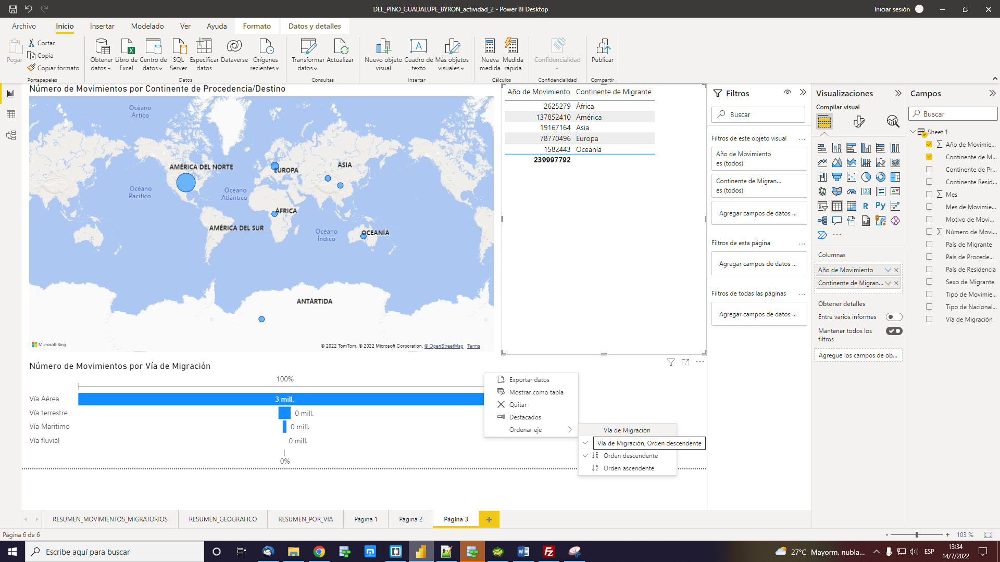 DEL_PINO_GUADALUPE_BYRON_actividad_2 - Power BI Desktop
Iniciar sesión
Archivo
Inicio
Insertar
Modelado
Ver
Ayuda
Formato
Datos y detalles
Pegar
Cortar
Copia
Copiar formato
Portapapeles
Obtener datos
Libro de Excel
Centro de datos
SQL Server
Especificar datos
Dataverse
Orígenes recientes
Datos
Transformar datos
Actualizar
Consultas
Nuevo objeto visual
Cuadro de texto
Más objetos visuales
Insertar
Nueva medida
Medida rápida
Cálculos
Confidencialidad
Confidencialidad
Publicar
Compartir
Número de Movimientos por Continente de Procedencia/Destino
Océano Ártico
AMÉRICA DEL NORTE
EUROPA
ASIA
Océano Pacífico
Océano Atlántico
ÁFRICA
AMÉRICA DEL SUR
Océano Índico
OCEANÍA
ANTÁRTIDA
Microsoft Bing
© 2022 TomTom, © 2022 Microsoft Corporation, © OpenStreetMap Terms
Año de Movimiento Continente de Migrante
2625279 África
137852410 América
19167164 Asia
78770496 Europa
1582443 Oceanía
239997792
Número de Movimientos por Vía de Migración
100%
Vía Aérea 3 mill.
Vía terrestre 0 mill.
Vía Maritimo 0 mill.
Vía fluvial 0 mill.
0%
Exportar datos
Mostrar como tabla
Quitar
Destacados
Ordenar eje
Vía de Migración
Vía de Migración, Orden descendente
Orden descendente
Orden ascendente
Filtros
Buscar
Filtros de este objeto visual ...
Año de Movimiento
es (todos)
Continente de Migran...
es (todos)
Agregar campos de datos ...
Filtros de esta página ...
Agregar campos de datos ...
Filtros de todas las páginas ...
Agregar campos de datos ...
Visualizaciones
Compilar visual
123
R
Py
...
Columnas
Año de Movimiento
Continente de Migran...
Obtener detalles
Entre varios informes
Mantener todos los filtros
Agregue los campos de ob...
Campos
Buscar
Sheet 1
Año de Movimie...
Continente de M...
Continente de Pr...
Continente Resid...
Mes
Mes de Movimie...
Motivo de Movi...
Número de Movi...
País de Migrante
País de Procede...
País de Residencia
Sexo de Migrante
Tipo de Movimie...
Tipo de Nacional...
Vía de Migración
RESUMEN_MOVIMIENTOS_MIGRATORIOS
RESUMEN_GEOGRAFICO
RESUMEN_POR_VIA
Página 1
Página 2
Página 3
+
Página 6 de 6
- + 103 %
Escribe aquí para buscar
27°C Mayorm. nubla...
ESP
13:34
14/7/2022